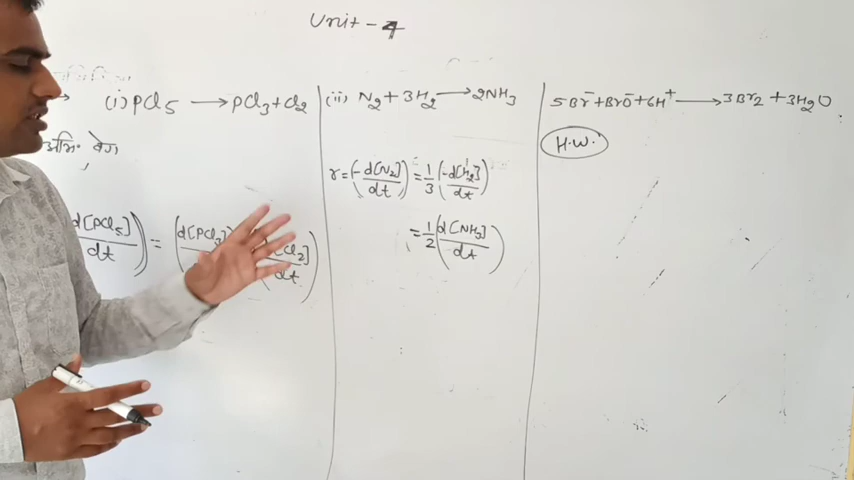 Unit - 4
(i) PCl5 → PCl3 + Cl2
वेग
d[PCl5]/dt) = (d[PCl3] Cl2]/dt)
(ii) N2 + 3H2 → 2NH3
r = (-d[N2]/dt) = 1/3 (-d[H2]/dt)
= 1/2 (d[NH3]/dt)
5Br⁻ + BrO⁻ + 6H⁺ → 3Br2 + 3H2O
H.W.